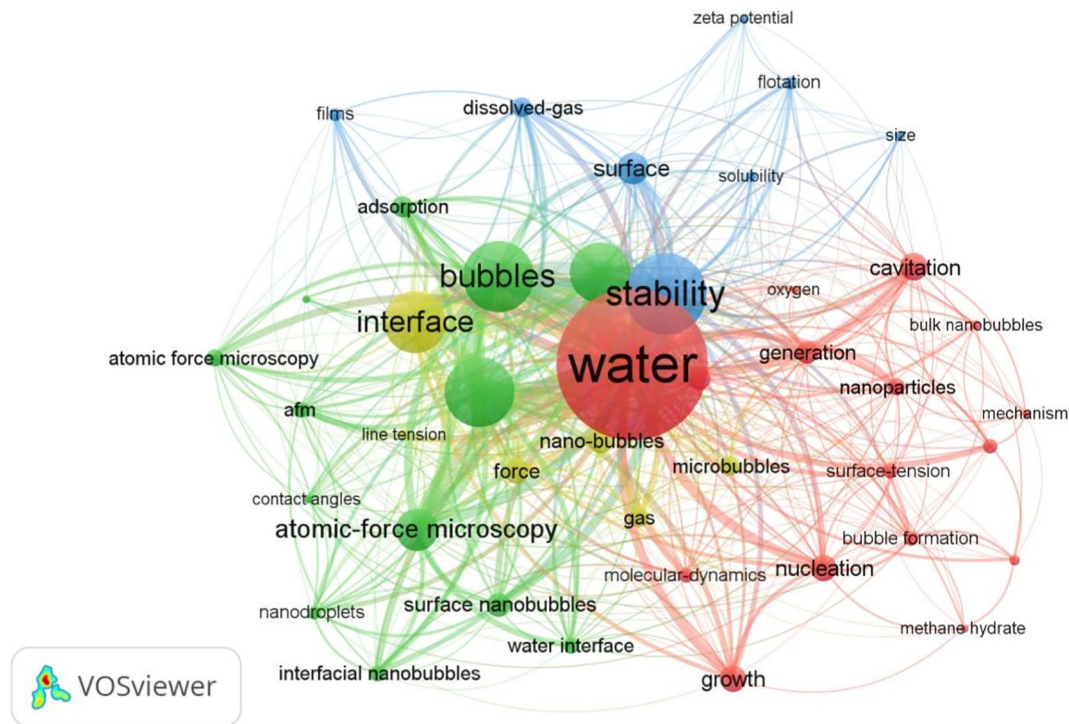 zeta potential
flotation
films
dissolved-gas
size
surface
solubility
adsorption
bubbles
cavitation
stability
oxygen
interface
bulk nanobubbles
atomic force microscopy
water
generation
nanoparticles
afm
mechanism
line tension
nano-bubbles
force
microbubbles
surface-tension
contact angles
gas
atomic-force microscopy
bubble formation
molecular-dynamics
nucleation
nanodroplets
surface nanobubbles
water interface
methane hydrate
interfacial nanobubbles
growth
VOSviewer